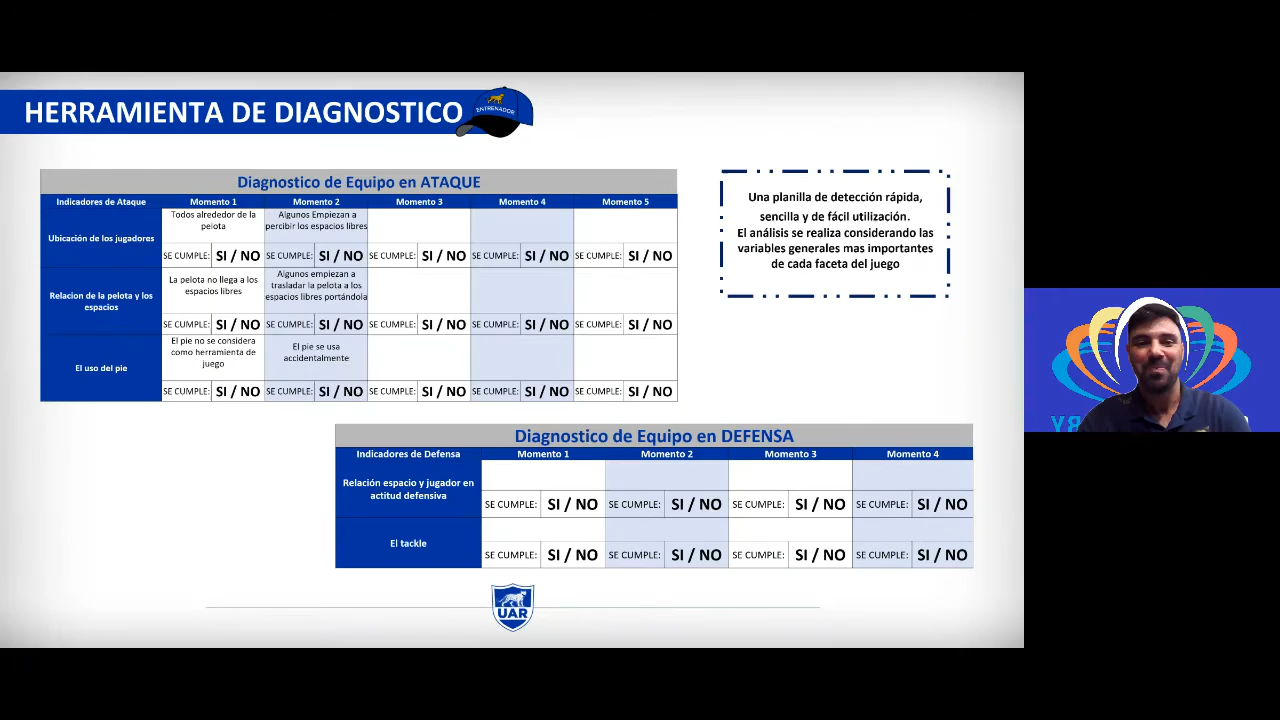 HERRAMIENTA DE DIAGNOSTICO
ENTRENADOR
Diagnostico de Equipo en ATAQUE
Indicadores de Ataque Momento 1 Momento 2 Momento 3 Momento 4 Momento 5
Ubicación de los jugadores
Todos alrededor de la
pelota
Algunos Empiezan a
percibir los espacios libres
SE CUMPLE: SI / NO SE CUMPLE: SI / NO SE CUMPLE: SI / NO SE CUMPLE: SI / NO SE CUMPLE: SI / NO
Relacion de la pelota y los
espacios
La pelota no llega a los
espacios libres
Algunos empiezan a
trasladar la pelota a los
espacios libres portándola
SE CUMPLE: SI / NO SE CUMPLE: SI / NO SE CUMPLE: SI / NO SE CUMPLE: SI / NO SE CUMPLE: SI / NO
El uso del pie
El pie no se considera
como herramienta de
juego
El pie se usa
accidentalmente
SE CUMPLE: SI / NO SE CUMPLE: SI / NO SE CUMPLE: SI / NO SE CUMPLE: SI / NO SE CUMPLE: SI / NO
Una planilla de detección rápida,
sencilla y de fácil utilización.
El análisis se realiza considerando las
variables generales mas importantes
de cada faceta del juego
Diagnostico de Equipo en DEFENSA
Indicadores de Defensa Momento 1 Momento 2 Momento 3 Momento 4
Relación espacio y jugador en
actitud defensiva
SE CUMPLE: SI / NO SE CUMPLE: SI / NO SE CUMPLE: SI / NO SE CUMPLE: SI / NO
El tackle
SE CUMPLE: SI / NO SE CUMPLE: SI / NO SE CUMPLE: SI / NO SE CUMPLE: SI / NO
UAR